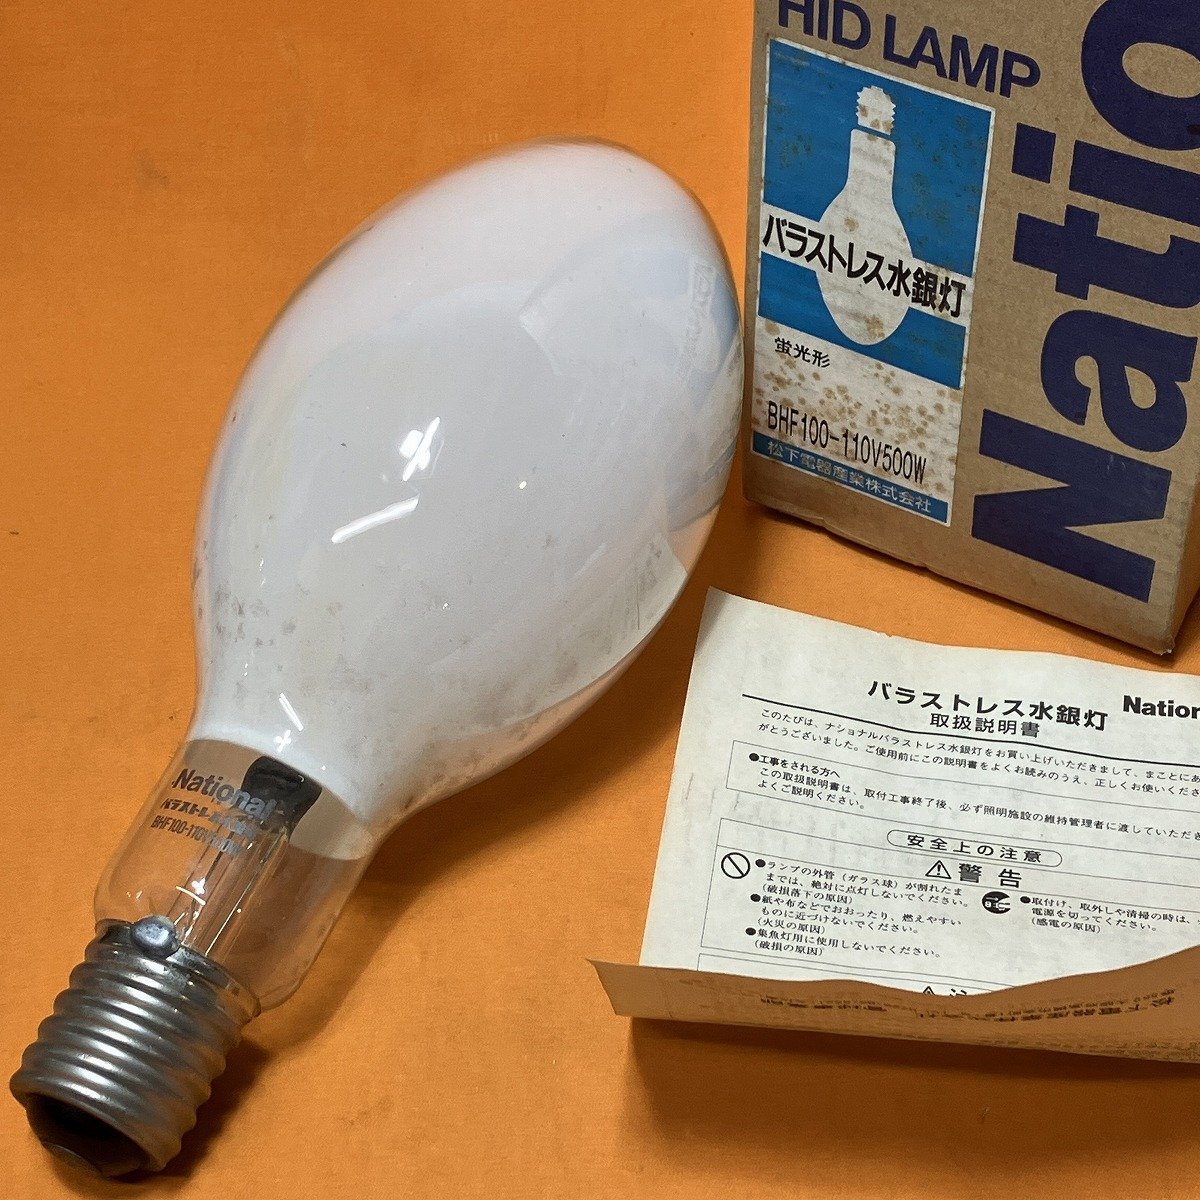 HID LAMP
Natio
バラストレス水銀灯
蛍光形
BHF100-110V500W
松下電器産業株式会社
National
バラストレス水銀灯
BHF100-110V500W
バラストレス水銀灯
取扱説明書
Nation
このたびは、ナショナルバラストレス水銀灯をお買い上げいただきまして、まことにあ
がとうございました。ご使用前にこの説明書をよくお読みのうえ、正しくお使いくださ
●工事をされる方へ
この取扱説明書は、取付工事終了後、必ず照明施設の維持管理者に渡していただき
よくご説明ください。
安全上の注意
警告
●ランプの外管（ガラス球）が割れたま
までは、絶対に点灯しないでください。
（破損落下の原因）
●紙や布などでおおったり、燃えやすい
ものに近づけないでください。
（火災の原因）
●集魚灯用に使用しないでください。
（破損の原因）
●取付け、取外しや清掃の時は、
電源を切ってください。
（感電の原因）